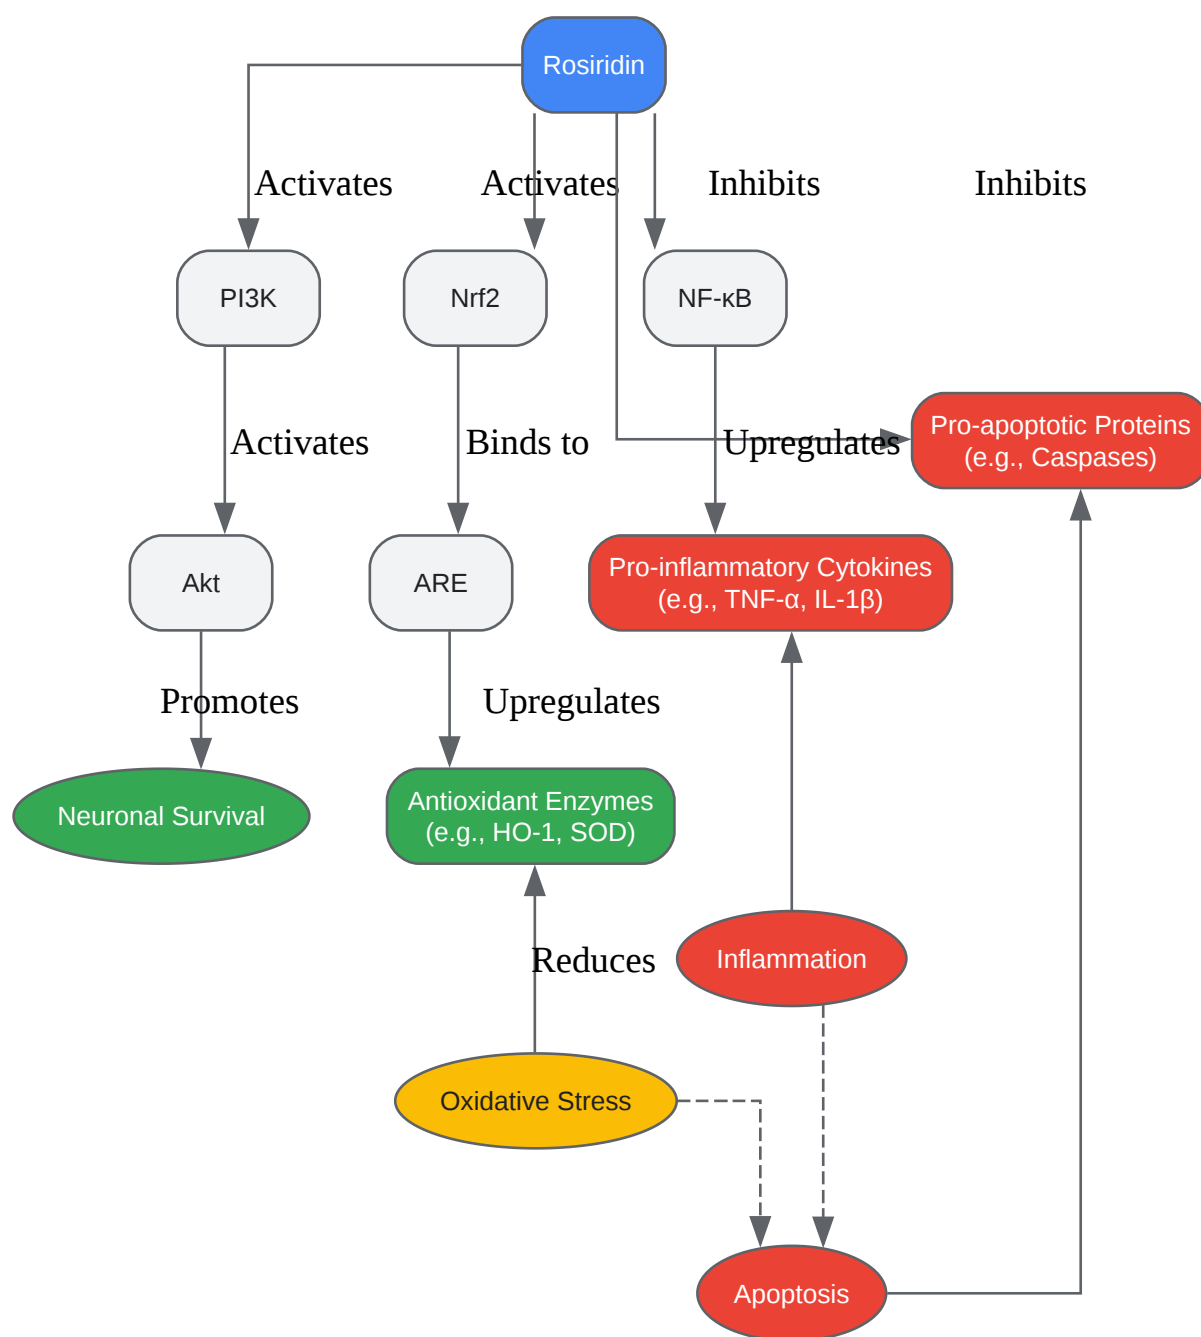 Rosiridin
Activates
Activates
Inhibits
Inhibits
PI3K
Nrf2
NF-κB
Activates
Binds to
Upregulates
Pro-apoptotic Proteins
(e.g., Caspases)
Akt
ARE
Pro-inflammatory Cytokines
(e.g., TNF-α, IL-1β)
Promotes
Upregulates
Neuronal Survival
Antioxidant Enzymes
(e.g., HO-1, SOD)
Reduces
Inflammation
Oxidative Stress
Apoptosis